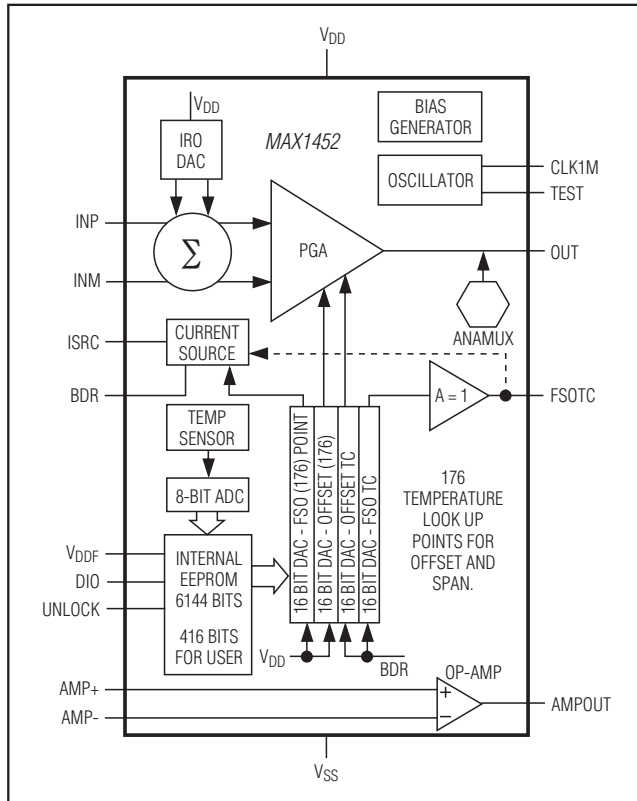 VDD
VDD
IRO
DAC
MAX1452
BIAS
GENERATOR
OSCILLATOR
CLK1M
TEST
INP
INM
Σ
PGA
OUT
ANAMUX
ISRC
BDR
CURRENT
SOURCE
A = 1
FSOTC
TEMP
SENSOR
8-BIT ADC
VDDF
DIO
UNLOCK
INTERNAL
EEPROM
6144 BITS
416 BITS
FOR USER
16 BIT DAC - FSO (176) POINT
16 BIT DAC - OFFSET (176)
16 BIT DAC - OFFSET TC
16 BIT DAC - FSO TC
176
TEMPERATURE
LOOK UP
POINTS FOR
OFFSET AND
SPAN.
VDD
BDR
OP-AMP
AMP+
AMP-
+
−
AMPOUT
VSS